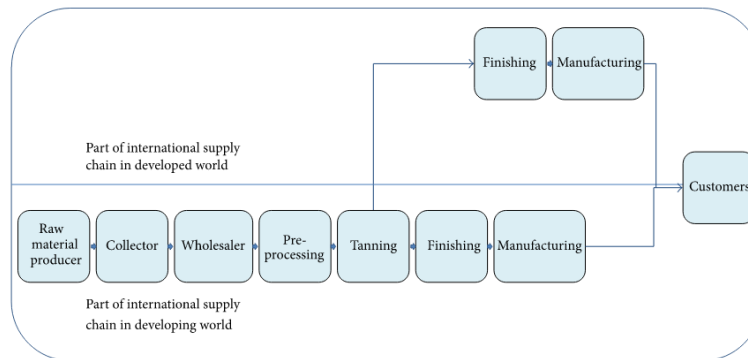 Finishing
Manufacturing
Part of international supply
chain in developed world
Customers
Raw
material
producer
Collector
Wholesaler
Pre-
processing
Tanning
Finishing
Manufacturing
Part of international supply
chain in developing world